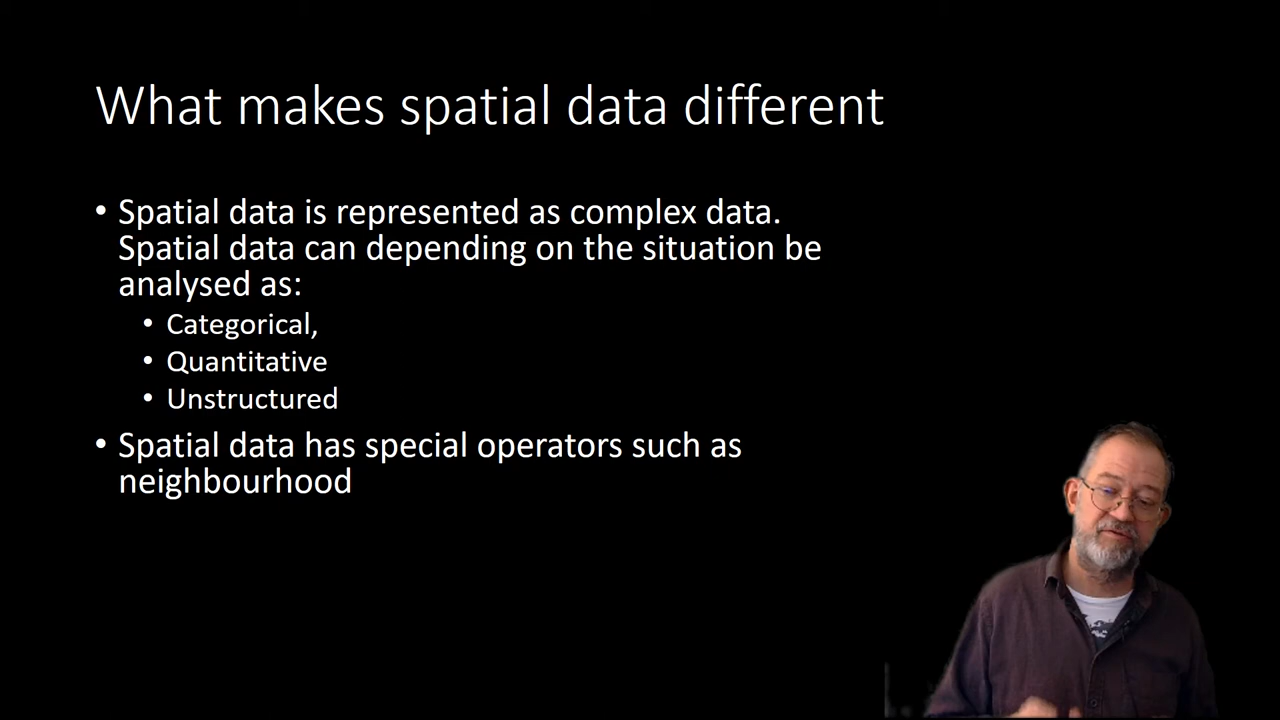 What makes spatial data different
• Spatial data is represented as complex data.
Spatial data can depending on the situation be
analysed as:
• Categorical,
• Quantitative
• Unstructured
• Spatial data has special operators such as
neighbourhood